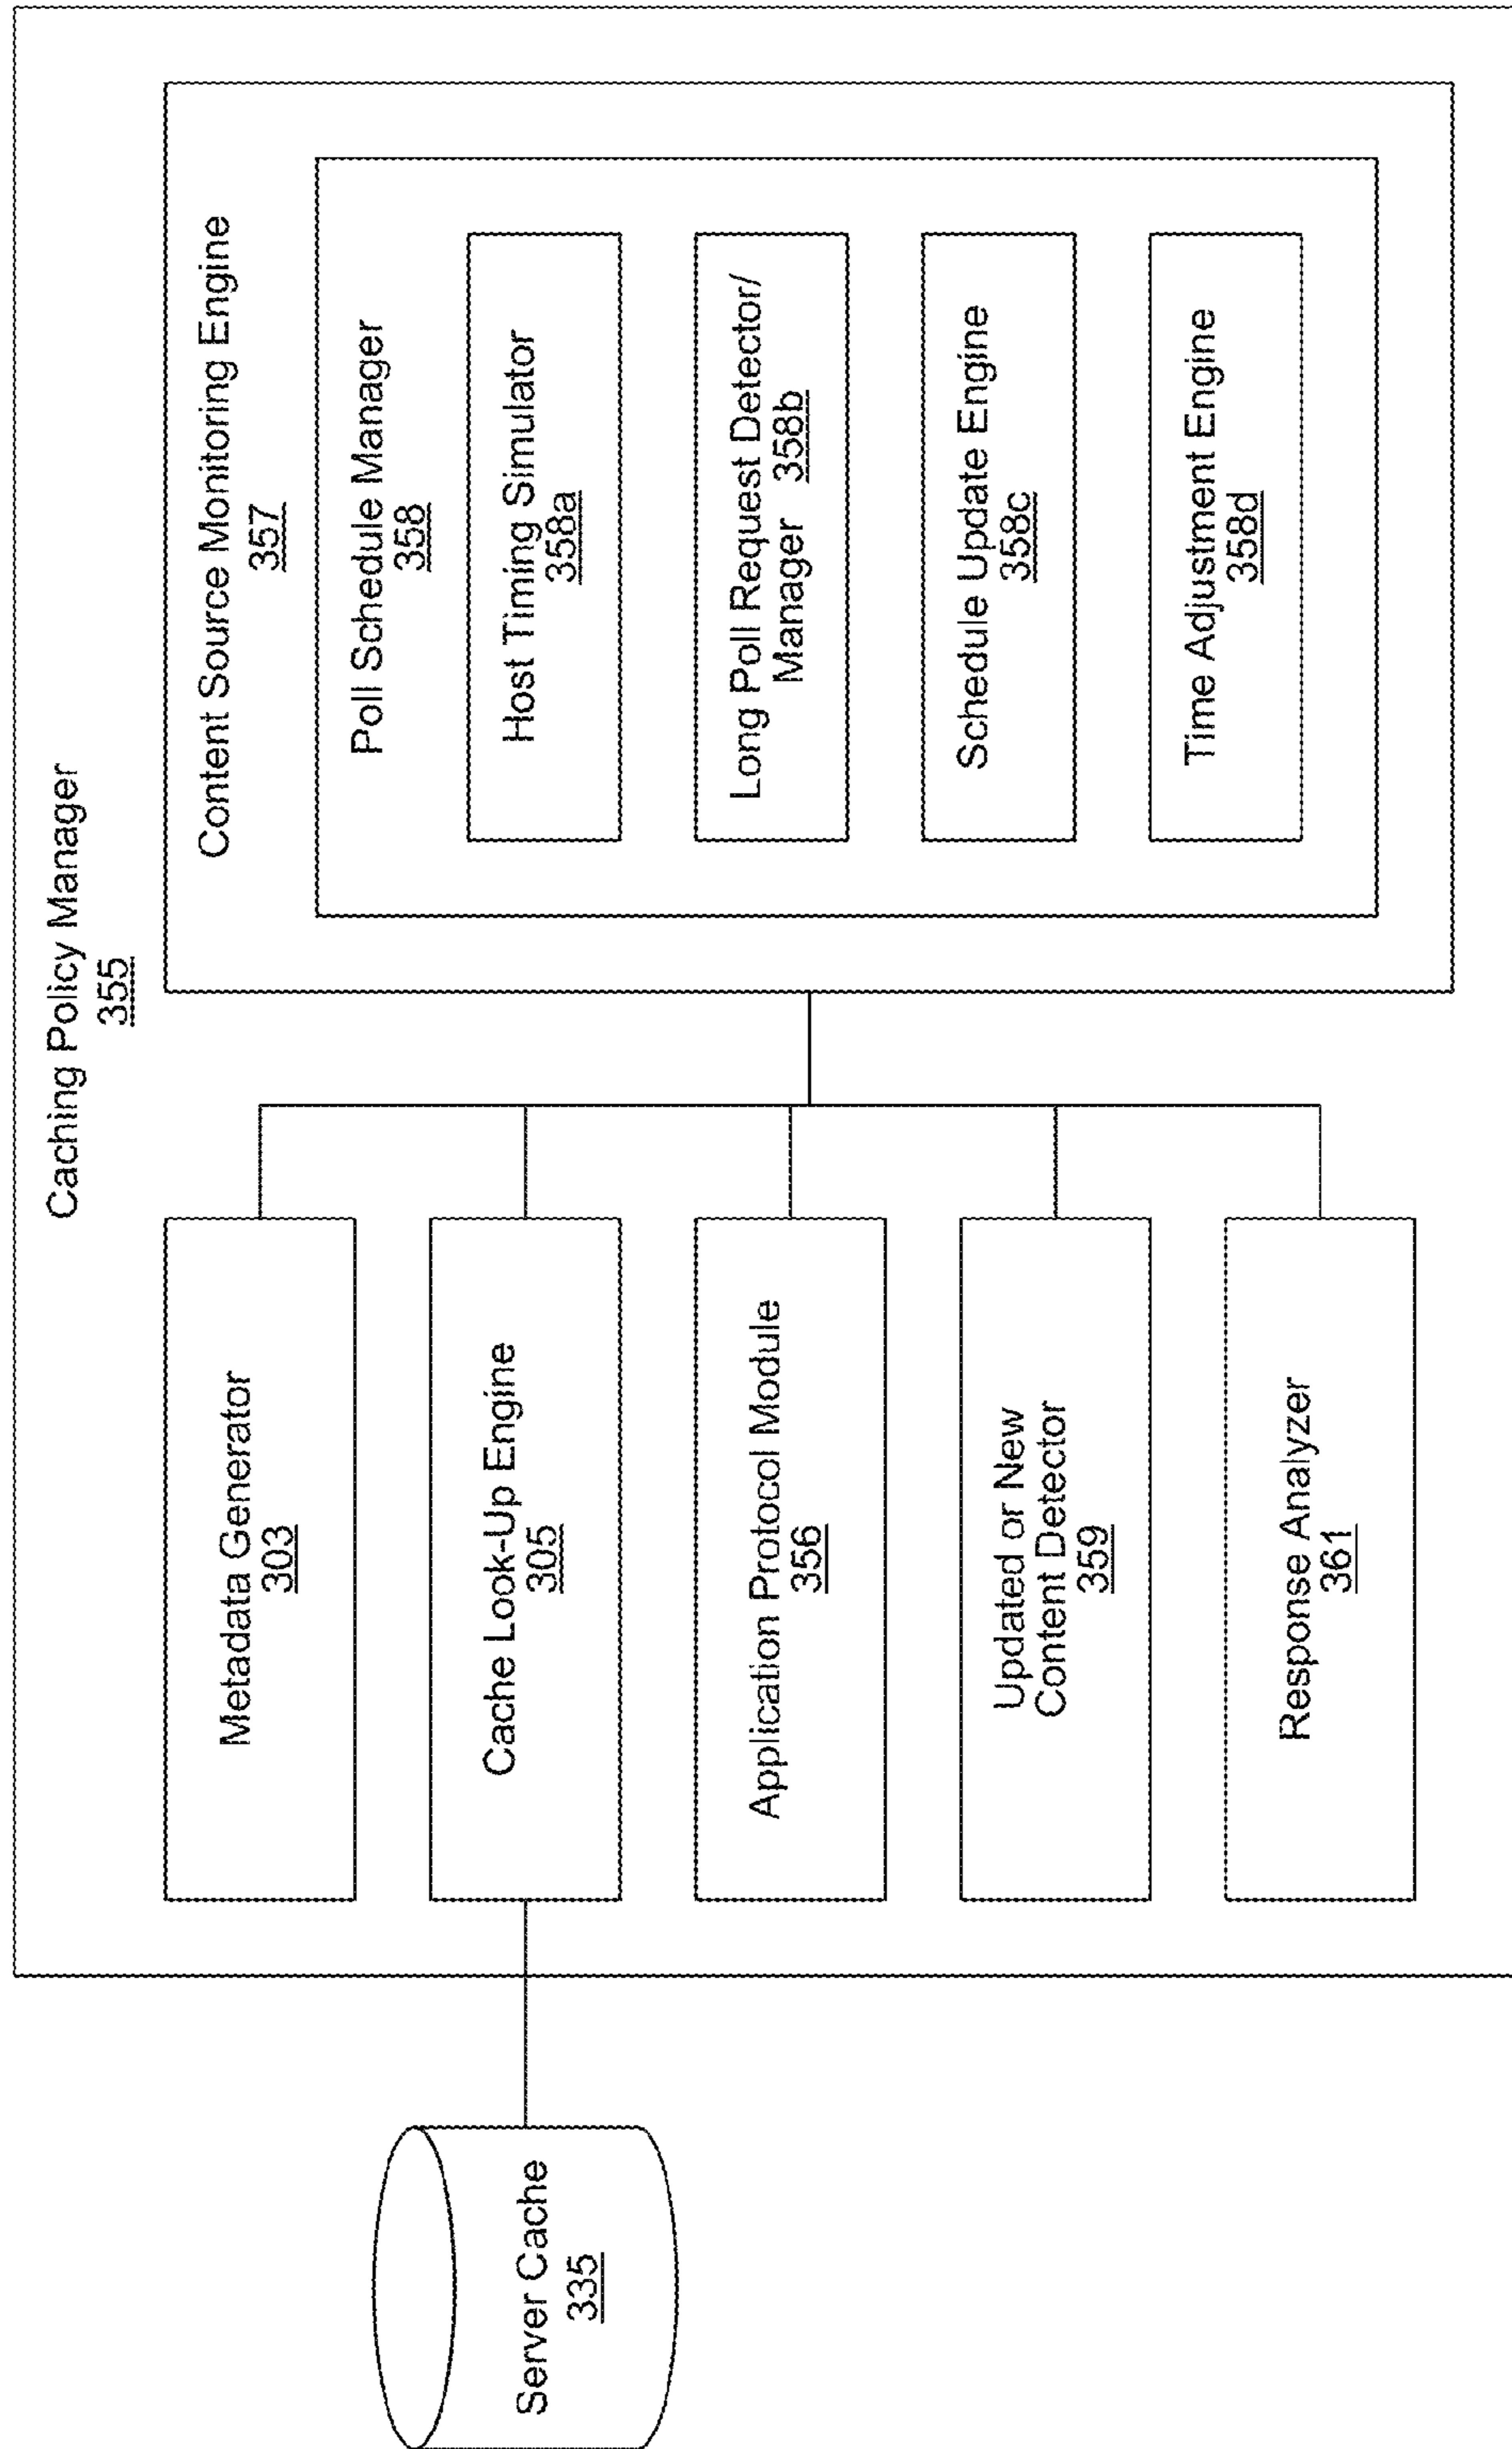 Caching Policy Manager
355
Server Cache
335
Metadata Generator
303
Cache Look-Up Engine
305
Application Protocol Module
356
Updated or New
Content Detector
359
Response Analyzer
361
Content Source Monitoring Engine
357
Poll Schedule Manager
358
Host Timing Simulator
358a
Long Poll Request Detector/
Manager 358b
Schedule Update Engine
358c
Time Adjustment Engine
358d